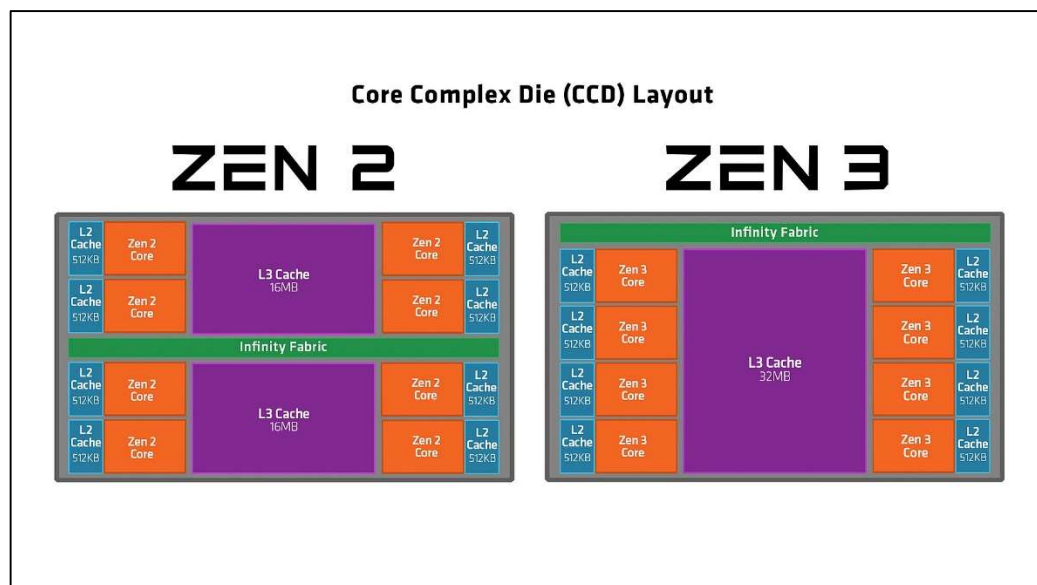 Core Complex Die (CCD) Layout
ZEN 2
ZEN 3
L2
Cache
512KB
Zen 2
Core
L3 Cache
16MB
Zen 2
Core
L2
Cache
512KB
L2
Cache
512KB
Zen 2
Core
Zen 2
Core
L2
Cache
512KB
Infinity Fabric
L2
Cache
512KB
Zen 2
Core
L3 Cache
16MB
Zen 2
Core
L2
Cache
512KB
L2
Cache
512KB
Zen 2
Core
Zen 2
Core
L2
Cache
512KB
Infinity Fabric
L2
Cache
512KB
Zen 3
Core
Zen 3
Core
L2
Cache
512KB
L2
Cache
512KB
Zen 3
Core
Zen 3
Core
L2
Cache
512KB
L3 Cache
32MB
L2
Cache
512KB
Zen 3
Core
Zen 3
Core
L2
Cache
512KB
L2
Cache
512KB
Zen 3
Core
Zen 3
Core
L2
Cache
512KB